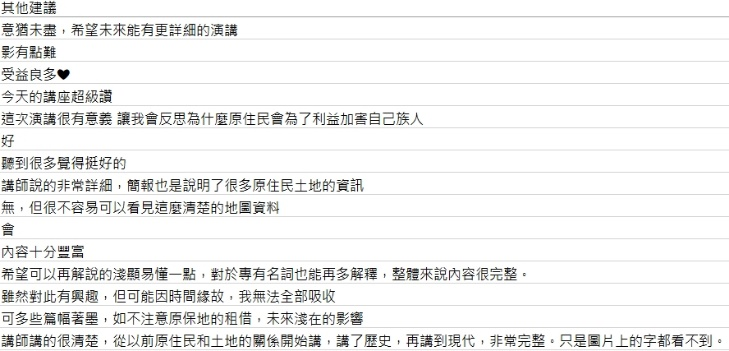 其他建議
意猶未盡，希望未來能有更詳細的演講
影有點難
受益良多♥
今天的講座超級讚
這次演講很有意義 讓我會反思為什麼原住民會為了利益加害自己族人
好
聽到很多覺得挺好的
講師說的非常詳細，簡報也是說明了很多原住民土地的資訊
無，但很不容易可以看見這麼清楚的地圖資料
會
內容十分豐富
希望可以再解說的淺顯易懂一點，對於專有名詞也能再多解釋，整體來說內容很完整。
雖然對此有興趣，但可能因時間緣故，我無法全部吸收
可多些篇幅著墨，如不注意原保地的租借，未來淺在的影響
講師講的很清楚，從以前原住民和土地的關係開始講，講了歷史，再講到現代，非常完整。只是圖片上的字都看不到。